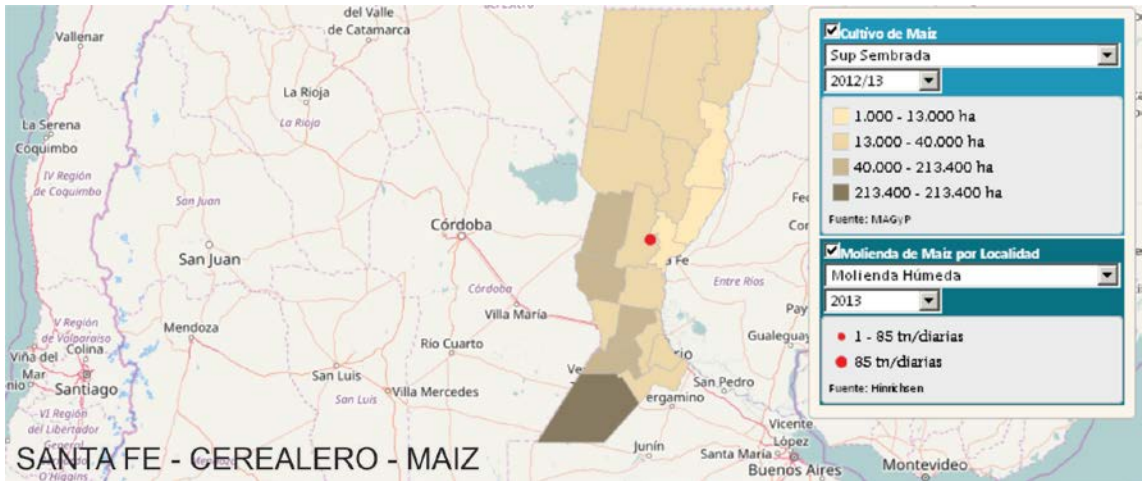 del Valle
de Catamarca
Vallenar
La Rioja
La Rioja
La Serena
Coquimbo
IV Región
de Coquimbo
San Juan
San Juan
Córdoba
a Fe
Entre Ríos
Córdoba
Villa María
Mendoza
Río Cuarto
Gualeguay
V Región
de Valparaíso
Colina
Viña del
Mar
Santiago
San Luis
San Luis
Villa Mercedes
San Pedro
ergamino
VI Región
del Libertador
General
O'Higgins
Junín
Vicente
López
Santa María
Buenos Aires
Montevideo
SANTA FE - CEREALERO - MAIZ
Cultivo de Maiz
Sup Sembrada
2012/13
1.000 - 13.000 ha
13.000 - 40.000 ha
40.000 - 213.400 ha
213.400 - 213.400 ha
Fuente: MAGyP
Molienda de Maiz por Localidad
Molienda Húmeda
2013
1 - 85 tn/diarias
85 tn/diarias
Fuente: Hinrichsen